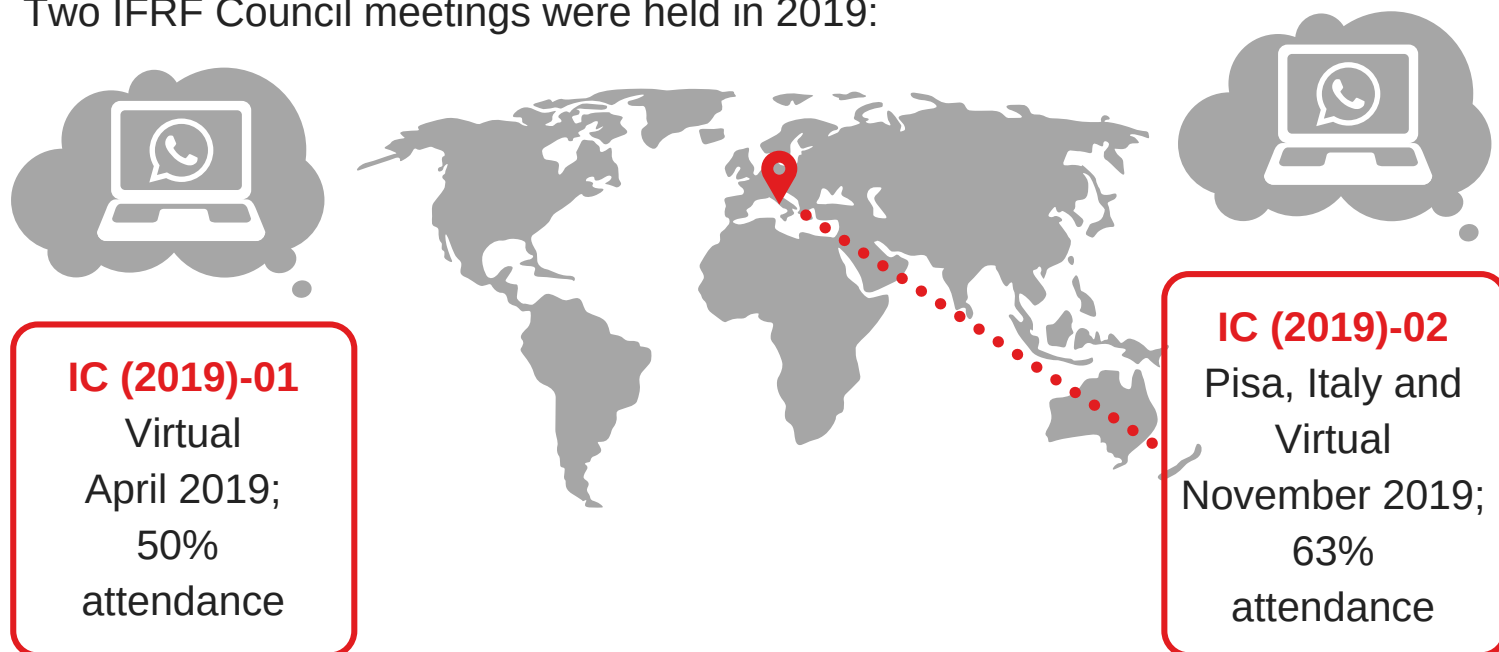 Two IFRF Council meetings were held in 2019:
IC (2019)-01
Virtual
April 2019;
50%
attendance
IC (2019)-02
Pisa, Italy and
Virtual
November 2019;
63%
attendance